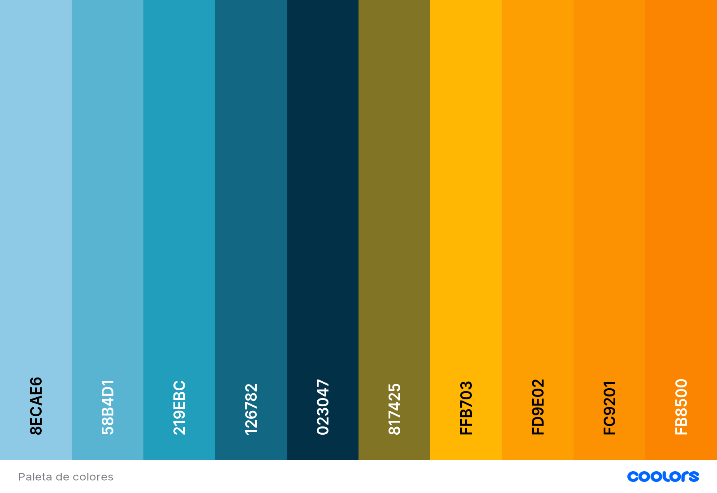 8ECAE6
58B4D1
219EBC
126782
023047
817425
FFB703
FD9E02
FC9201
FB8500
Paleta de colores
coolors